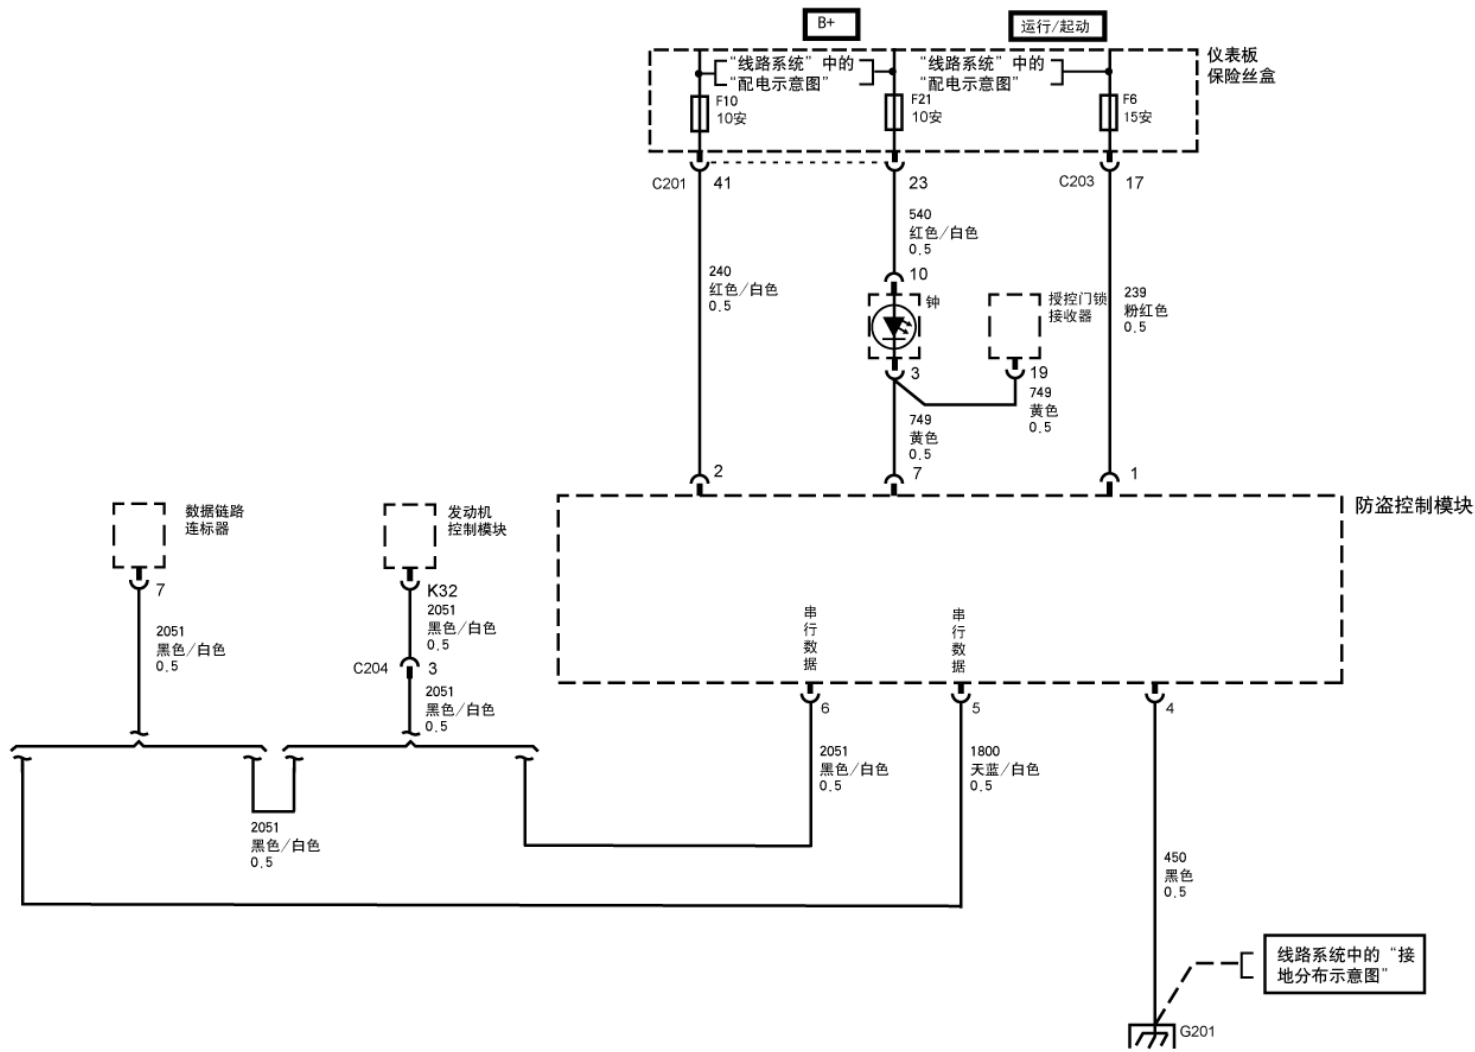 B+
运行/起动
“线路系统”中的
“配电示意图”
“线路系统”中的
“配电示意图”
仪表板
保险丝盒
F10
10安
F21
10安
F6
15安
C201
41
23
C203
17
540
红色/白色
0.5
240
红色/白色
0.5
10
钟
授控门锁
接收器
239
粉红色
0.5
3
19
749
黄色
0.5
749
黄色
0.5
2
7
1
数据链路
连标器
发动机
控制模块
防盗控制模块
7
K32
2051
黑色/白色
0.5
2051
黑色/白色
0.5
C204
3
2051
黑色/白色
0.5
串行数据
串行数据
6
5
4
2051
黑色/白色
0.5
1800
天蓝/白色
0.5
2051
黑色/白色
0.5
450
黑色
0.5
线路系统中的“接
地分布示意图”
G201